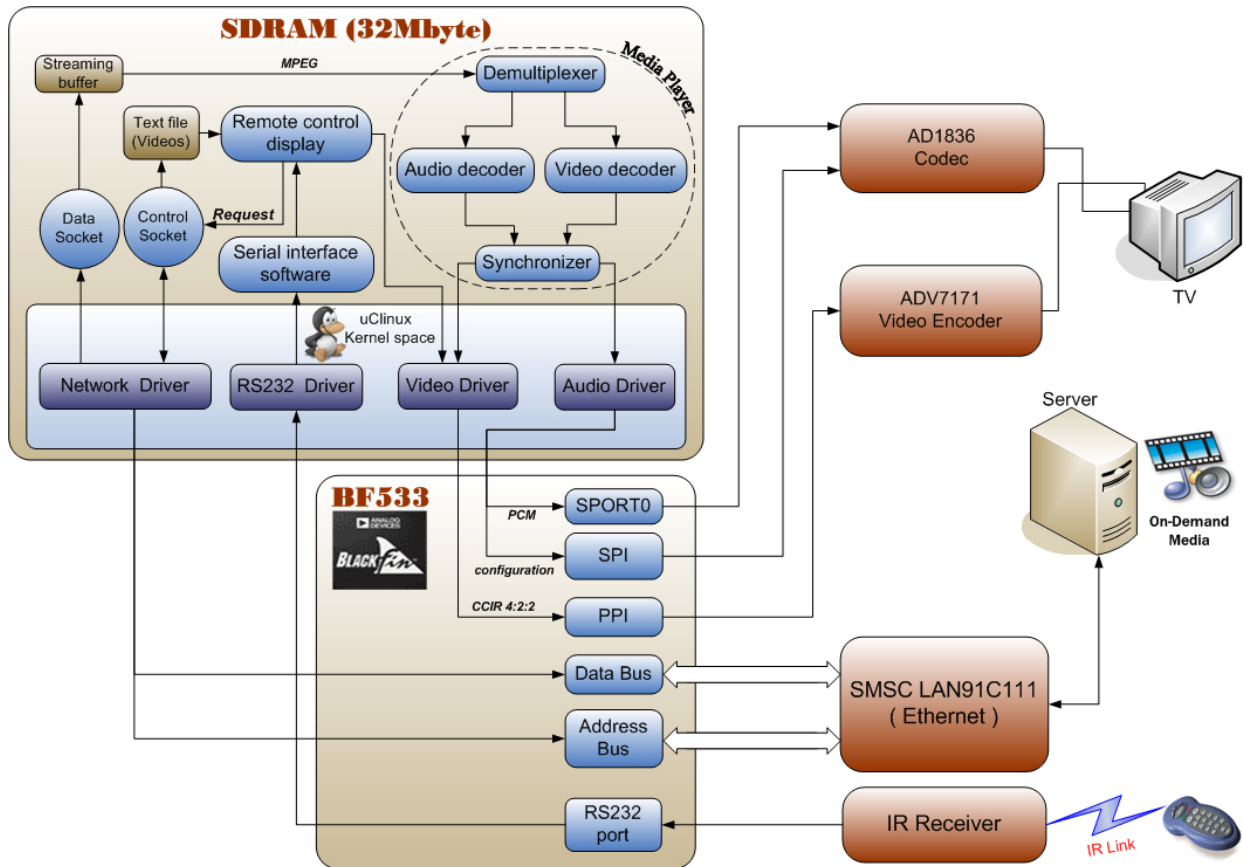 SDRAM (32Mbyte)
Streaming
buffer
MPEG
Demultiplexer
Media Player
Text file
(Videos)
Remote control
display
Audio decoder
Video decoder
Data
Socket
Control
Socket
Request
Serial interface
software
Synchronizer
uClinux
Kernel space
Network Driver
RS232 Driver
Video Driver
Audio Driver
AD1836
Codec
ADV7171
Video Encoder
TV
Server
On-Demand
Media
BF533
ANALOG
DEVICES
BLACKfin
PCM
SPORT0
configuration
SPI
CCIR 4:2:2
PPI
Data Bus
Address
Bus
SMSC LAN91C111
( Ethernet )
RS232
port
IR Receiver
IR Link